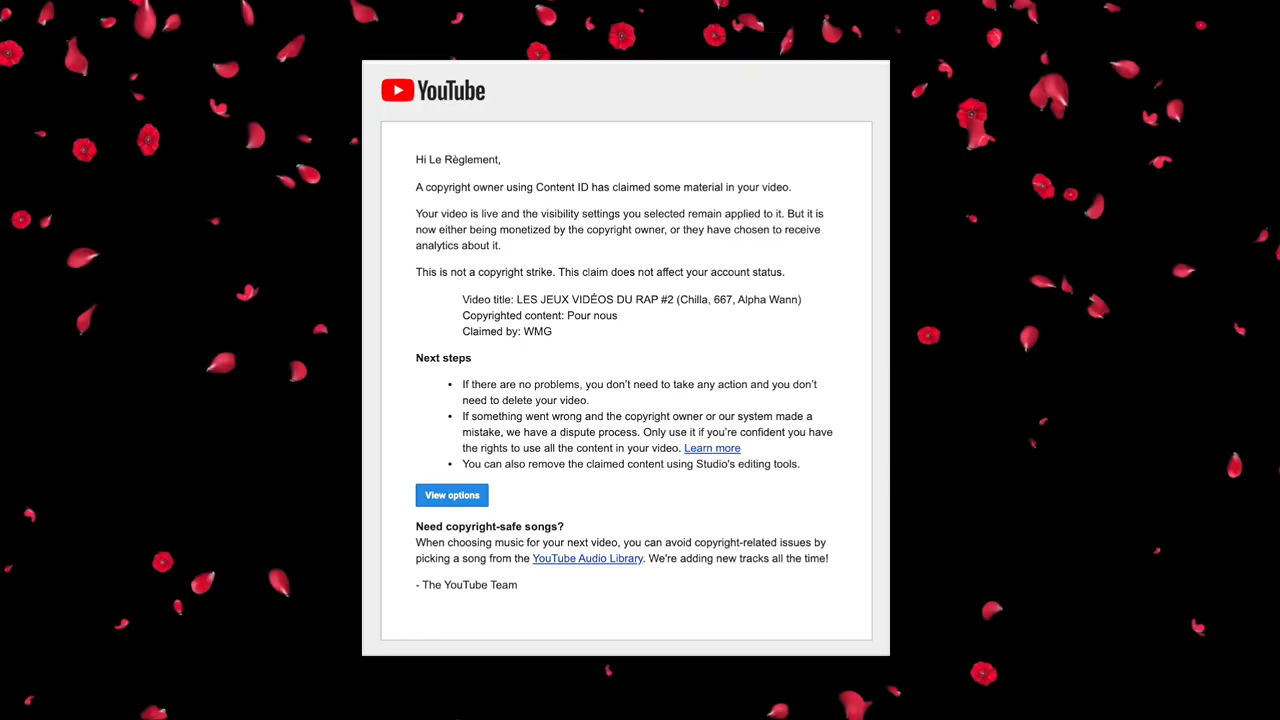 YouTube
Hi Le Règlement,
A copyright owner using Content ID has claimed some material in your video.
Your video is live and the visibility settings you selected remain applied to it. But it is
now either being monetized by the copyright owner, or they have chosen to receive
analytics about it.
This is not a copyright strike. This claim does not affect your account status.
Video title: LES JEUX VIDÉOS DU RAP #2 (Chilla, 667, Alpha Wann)
Copyrighted content: Pour nous
Claimed by: WMG
Next steps
• If there are no problems, you don’t need to take any action and you don’t
need to delete your video.
• If something went wrong and the copyright owner or our system made a
mistake, we have a dispute process. Only use it if you’re confident you have
the rights to use all the content in your video. Learn more
• You can also remove the claimed content using Studio's editing tools.
View options
Need copyright-safe songs?
When choosing music for your next video, you can avoid copyright-related issues by
picking a song from the YouTube Audio Library. We're adding new tracks all the time!
- The YouTube Team